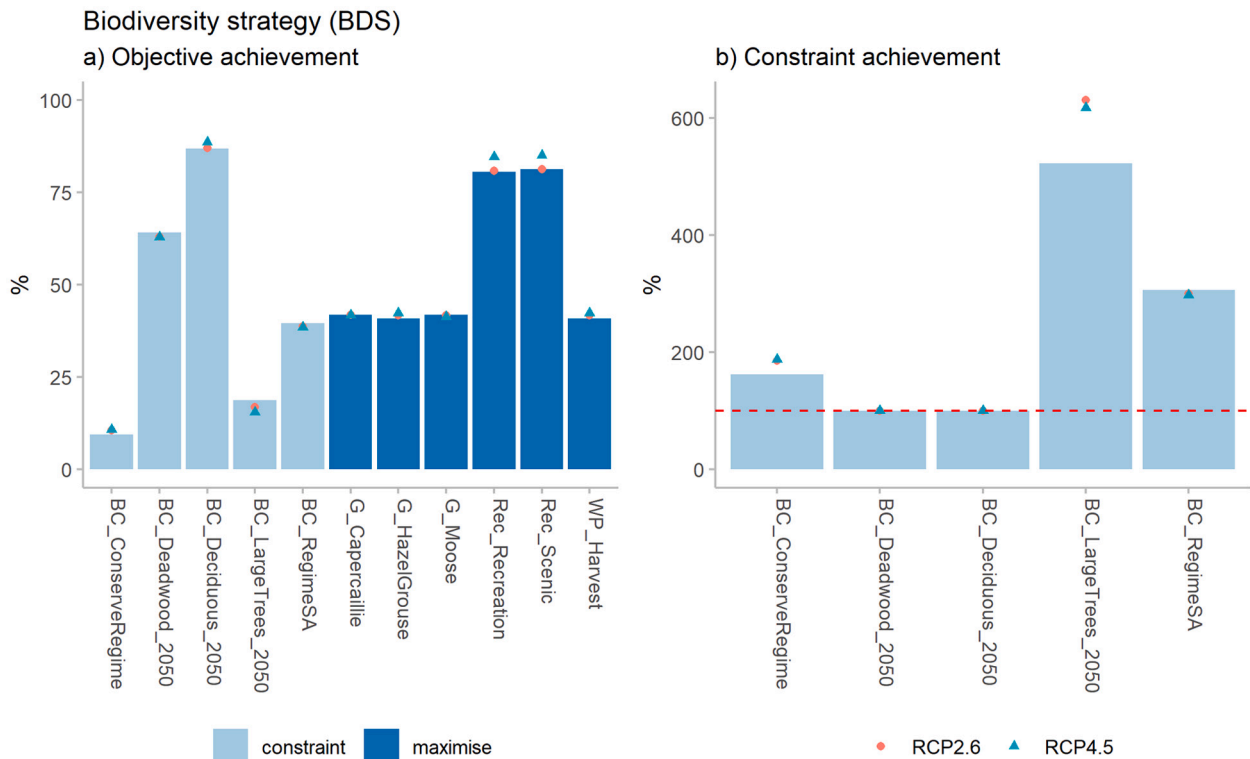 Biodiversity strategy (BDS)
a) Objective achievement
%
100
75
50
25
0
BC_ConserveRegime
BC_Deadwood_2050
BC_Deciduous_2050
BC_LargeTrees_2050
BC_RegimeSA
G_Capercaillie
G_HazelGrouse
G_Moose
Rec_Recreation
Rec_Scenic
WP_Harvest
constraint
maximise
b) Constraint achievement
%
600
400
200
0
BC_ConserveRegime
BC_Deadwood_2050
BC_Deciduous_2050
BC_LargeTrees_2050
BC_RegimeSA
RCP2.6
RCP4.5